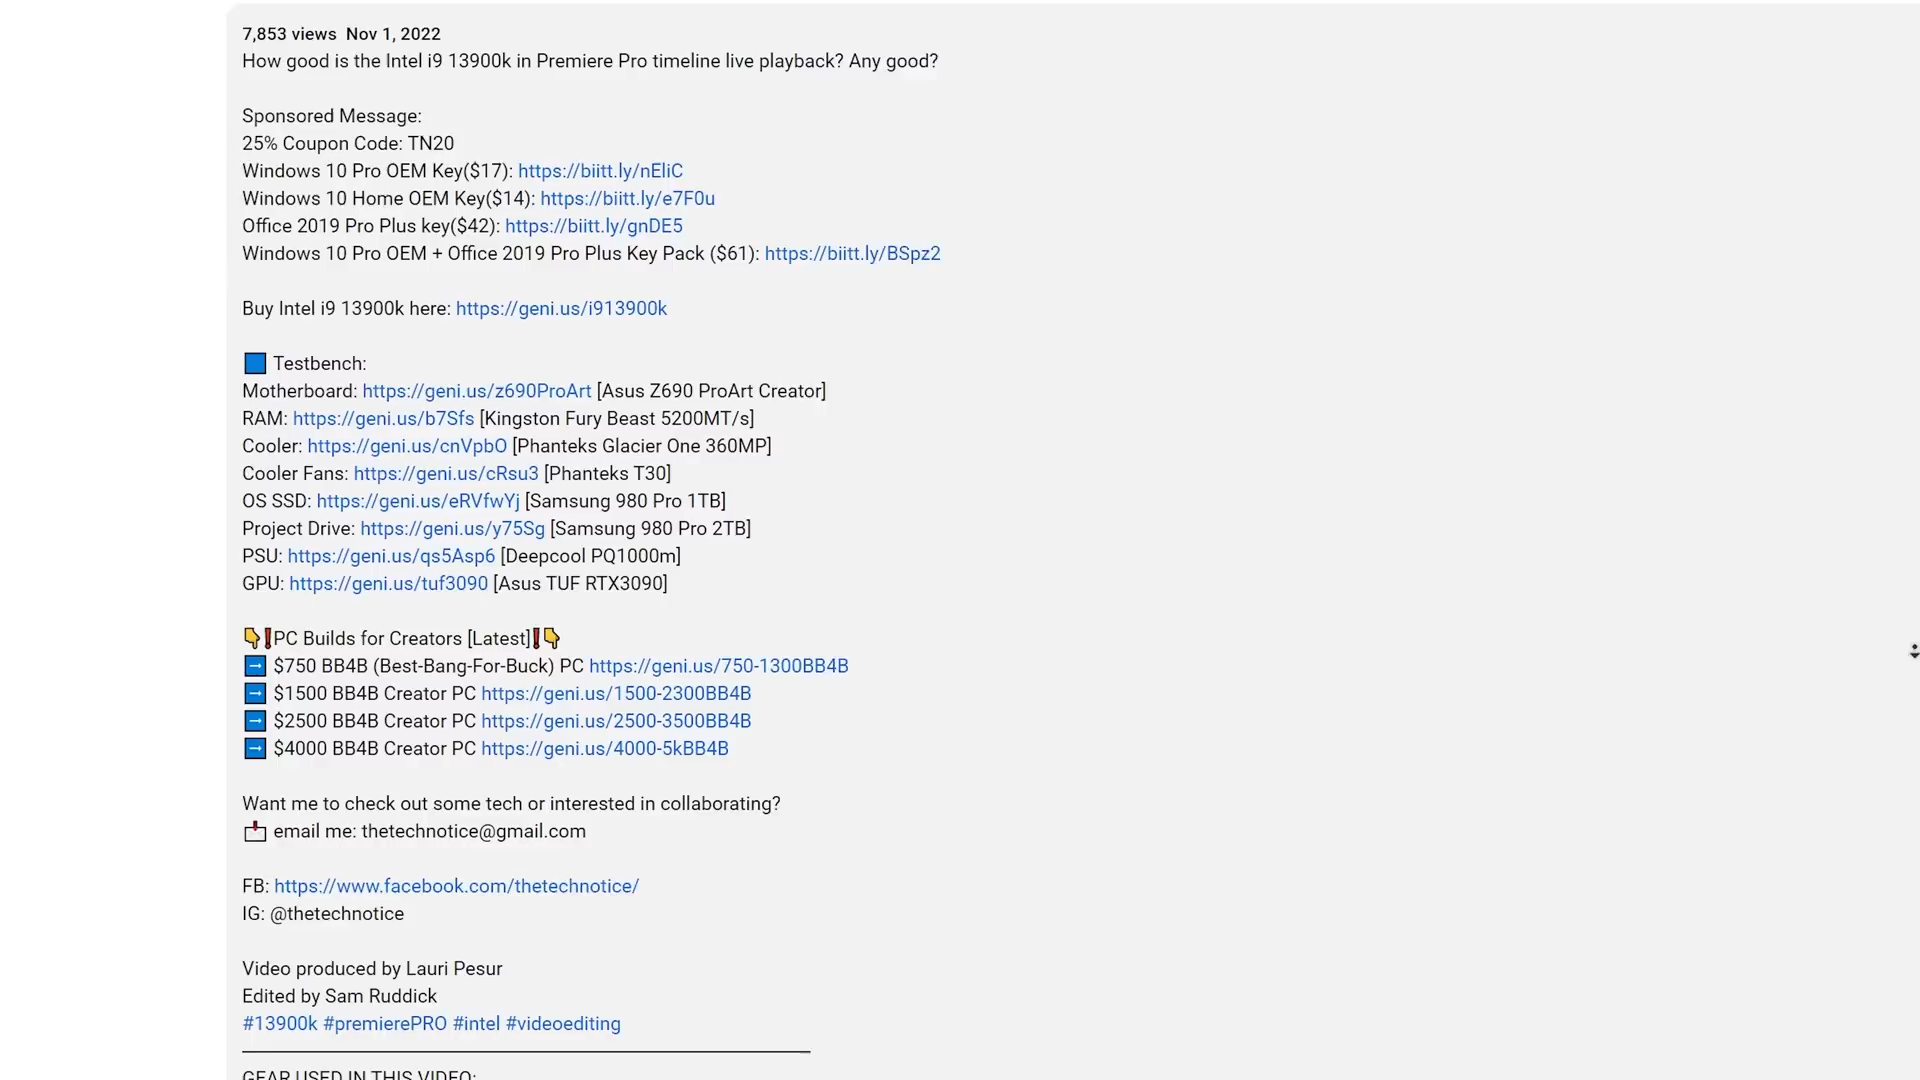 7,853 views  Nov 1, 2022
How good is the Intel i9 13900k in Premiere Pro timeline live playback? Any good?
Sponsored Message:
25% Coupon Code: TN20
Windows 10 Pro OEM Key($17): https://biitt.ly/nEliC
Windows 10 Home OEM Key($14): https://biitt.ly/e7F0u
Office 2019 Pro Plus key($42): https://biitt.ly/gnDE5
Windows 10 Pro OEM + Office 2019 Pro Plus Key Pack ($61): https://biitt.ly/BSpz2
Buy Intel i9 13900k here: https://geni.us/i913900k
🟦 Testbench:
Motherboard: https://geni.us/z690ProArt [Asus Z690 ProArt Creator]
RAM: https://geni.us/b7Sfs [Kingston Fury Beast 5200MT/s]
Cooler: https://geni.us/cnVpbO [Phanteks Glacier One 360MP]
Cooler Fans: https://geni.us/cRsu3 [Phanteks T30]
OS SSD: https://geni.us/eRVfwYj [Samsung 980 Pro 1TB]
Project Drive: https://geni.us/y75Sg [Samsung 980 Pro 2TB]
PSU: https://geni.us/qs5Asp6 [Deepcool PQ1000m]
GPU: https://geni.us/tuf3090 [Asus TUF RTX3090]
👇❗PC Builds for Creators [Latest]❗👇
➡ $750 BB4B (Best-Bang-For-Buck) PC https://geni.us/750-1300BB4B
➡ $1500 BB4B Creator PC https://geni.us/1500-2300BB4B
➡ $2500 BB4B Creator PC https://geni.us/2500-3500BB4B
➡ $4000 BB4B Creator PC https://geni.us/4000-5kBB4B
Want me to check out some tech or interested in collaborating?
📩 email me: thetechnotice@gmail.com
FB: https://www.facebook.com/thetechnotice/
IG: @thetechnotice
Video produced by Lauri Pesur
Edited by Sam Ruddick
#13900k #premierePRO #intel #videoediting
GEAR USED IN THIS VIDEO: